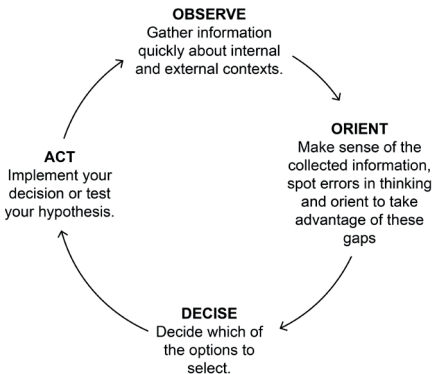 OBSERVE
Gather information
quickly about internal
and external contexts.
ORIENT
Make sense of the
collected information,
spot errors in thinking
and orient to take
advantage of these
gaps
DECISE
Decide which of
the options to
select.
ACT
Implement your
decision or test
your hypothesis.